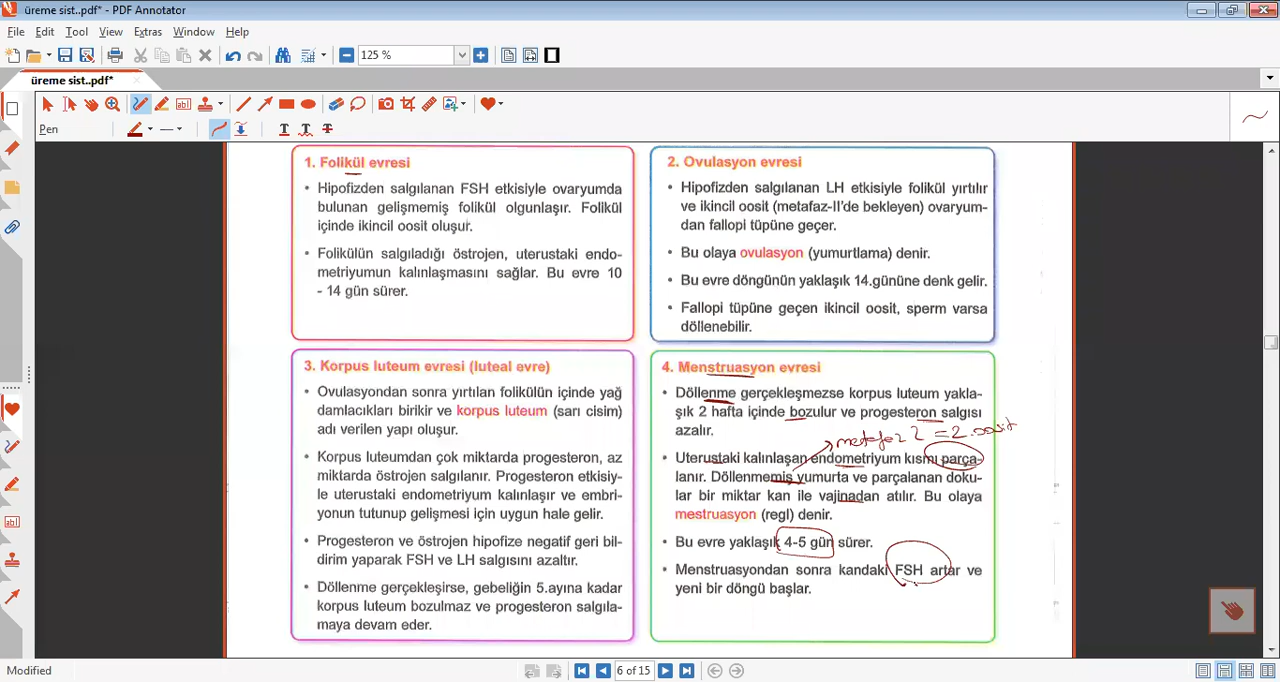 üreme sist..pdf* - PDF Annotator
File Edit Tool View Extras Window Help
125 %
üreme sist..pdf*
Pen
1. Folikül evresi
• Hipofizden salgılanan FSH etkisiyle ovaryumda
bulunan gelişmemiş folikül olgunlaşır. Folikül
içinde ikincil oosit oluşur.
• Folikülün salgıladığı östrojen, uterustaki endo-
metriyumun kalınlaşmasını sağlar. Bu evre 10
- 14 gün sürer.
2. Ovulasyon evresi
• Hipofizden salgılanan LH etkisiyle folikül yırtılır
ve ikincil oosit (metafaz-II'de bekleyen) ovaryum-
dan fallopi tüpüne geçer.
• Bu olaya ovulasyon (yumurtlama) denir.
• Bu evre döngünün yaklaşık 14.gününe denk gelir.
• Fallopi tüpüne geçen ikincil oosit, sperm varsa
döllenebilir.
3. Korpus luteum evresi (luteal evre)
• Ovulasyondan sonra yırtılan folikülün içinde yağ
damlacıkları birikir ve korpus luteum (sarı cisim)
adı verilen yapı oluşur.
• Korpus luteumdan çok miktarda progesteron, az
miktarda östrojen salgılanır. Progesteron etkisiy-
le uterustaki endometriyum kalınlaşır ve embri-
yonun tutunup gelişmesi için uygun hale gelir.
• Progesteron ve östrojen hipofize negatif geri bil-
dirim yaparak FSH ve LH salgısını azaltır.
• Döllenme gerçekleşirse, gebeliğin 5.ayına kadar
korpus luteum bozulmaz ve progesteron salgıla-
maya devam eder.
4. Menstruasyon evresi
• Döllenme gerçekleşmezse korpus luteum yakla-
şık 2 hafta içinde bozulur ve progesteron salgısı
azalır.
metafaz 2 = 2.oosit
• Uterustaki kalınlaşan endometriyum kısmı parça-
lanır. Döllenmemiş yumurta ve parçalanan doku-
lar bir miktar kan ile vajinadan atılır. Bu olaya
mestruasyon (regl) denir.
• Bu evre yaklaşık 4-5 gün sürer.
• Menstruasyondan sonra kandaki FSH artar ve
yeni bir döngü başlar.
Modified
6 of 15